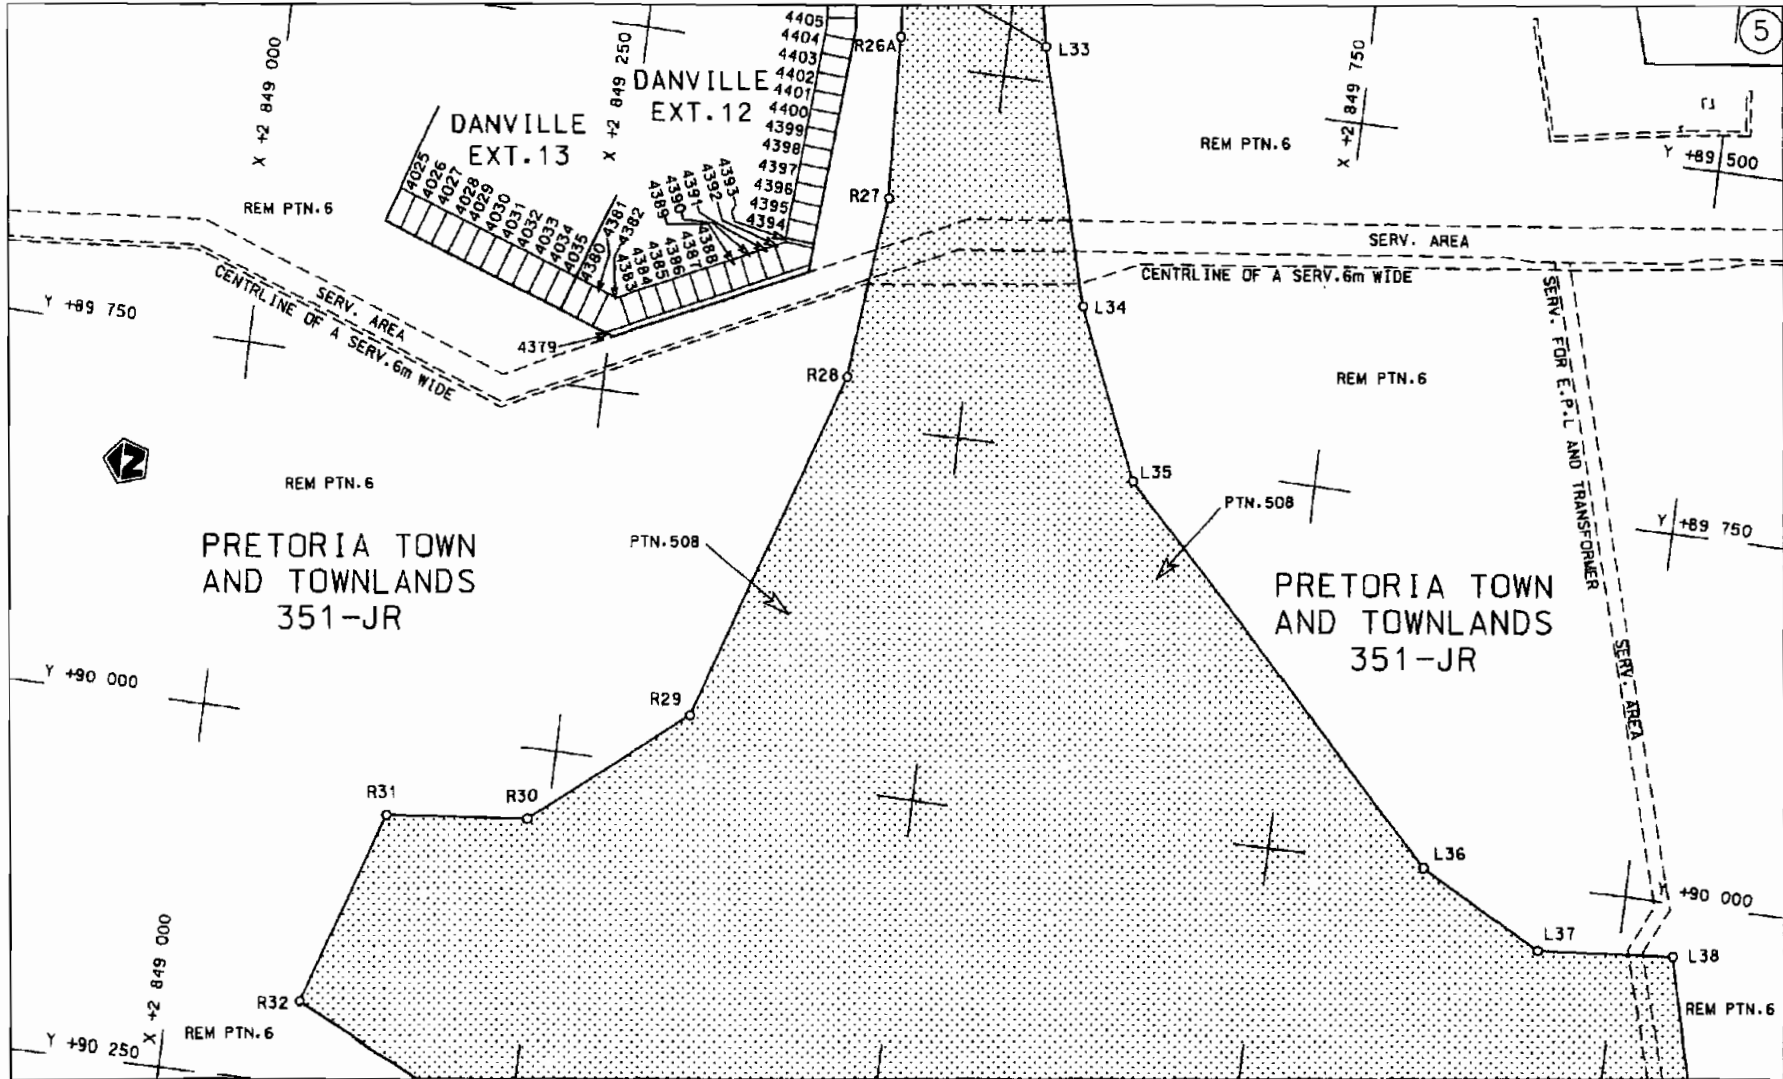 5
X +2 849 000
X +2 849 250
X +2 849 750
DANVILLE
EXT.13
DANVILLE
EXT.12
4405
4404
4403
4402
4401
4400
4399
4398
4397
4396
4395
4394
4393
4392
4391
4390
4389
4388
4387
4386
4385
4384
4383
4382
4381
4380
4035
4034
4033
4032
4031
4030
4029
4028
4027
4026
4025
4379
R26A
L33
REM PTN.6
Y +89 500
R27
REM PTN.6
SERV. AREA
CENTRLINE OF A SERV.6m WIDE
SERV. AREA
CENTRLINE OF A SERV.6m WIDE
Y +89 750
L34
R28
REM PTN.6
SERV. FOR E.P.L AND TRANSFORMER
N
REM PTN.6
L35
PTN.508
PTN.508
Y +89 750
PRETORIA TOWN
AND TOWNLANDS
351-JR
PRETORIA TOWN
AND TOWNLANDS
351-JR
SERV. AREA
Y +90 000
R29
R31
R30
L36
Y +90 000
L37
L38
X +2 849 000
R32
REM PTN.6
REM PTN.6
Y +90 250